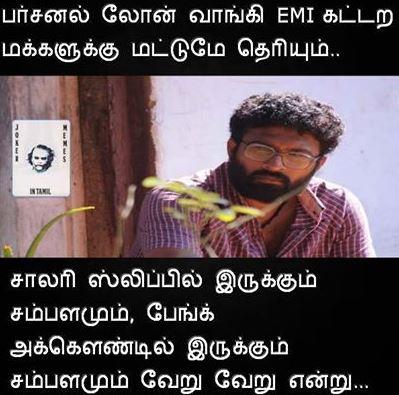 பர்சனல் லோன் வாங்கி EMI கட்டற
மக்களுக்கு மட்டுமே தெரியும்..
JOKER
MEMES
IN TAMIL
சாலரி ஸ்லிப்பில் இருக்கும்
சம்பளமும், பேங்க்
அக்கௌண்டில் இருக்கும்
சம்பளமும் வேறு வேறு என்று...